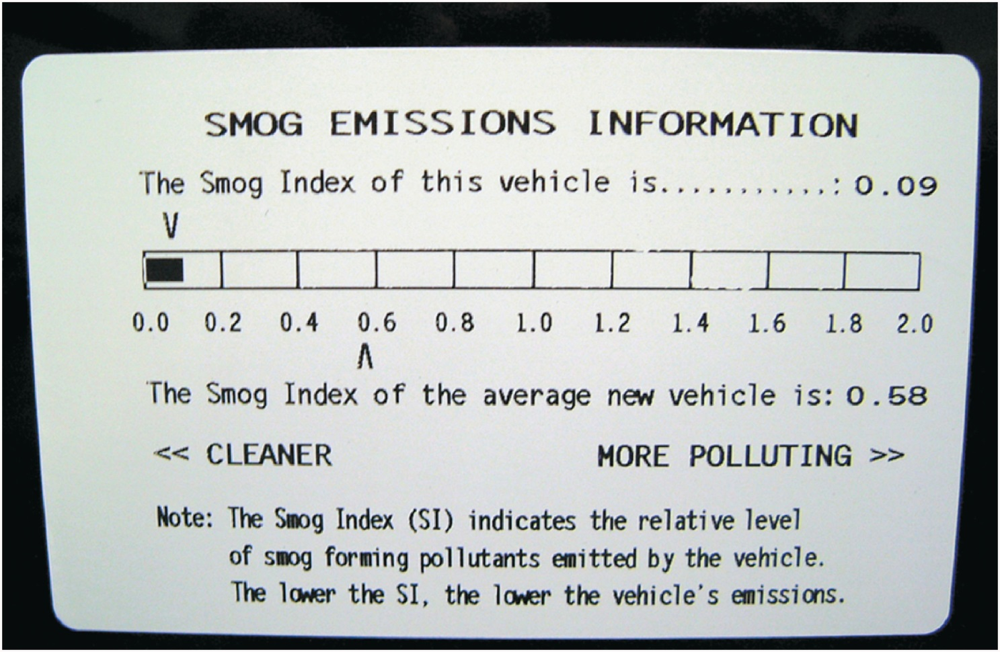 SMOG EMISSIONS INFORMATION
The Smog Index of this vehicle is...........: 0.09
V
0.0 0.2 0.4 0.6 0.8 1.0 1.2 1.4 1.6 1.8 2.0
Λ
The Smog Index of the average new vehicle is: 0.58
<< CLEANER MORE POLLUTING >>
Note: The Smog Index (SI) indicates the relative level
of smog forming pollutants emitted by the vehicle.
The lower the SI, the lower the vehicle's emissions.